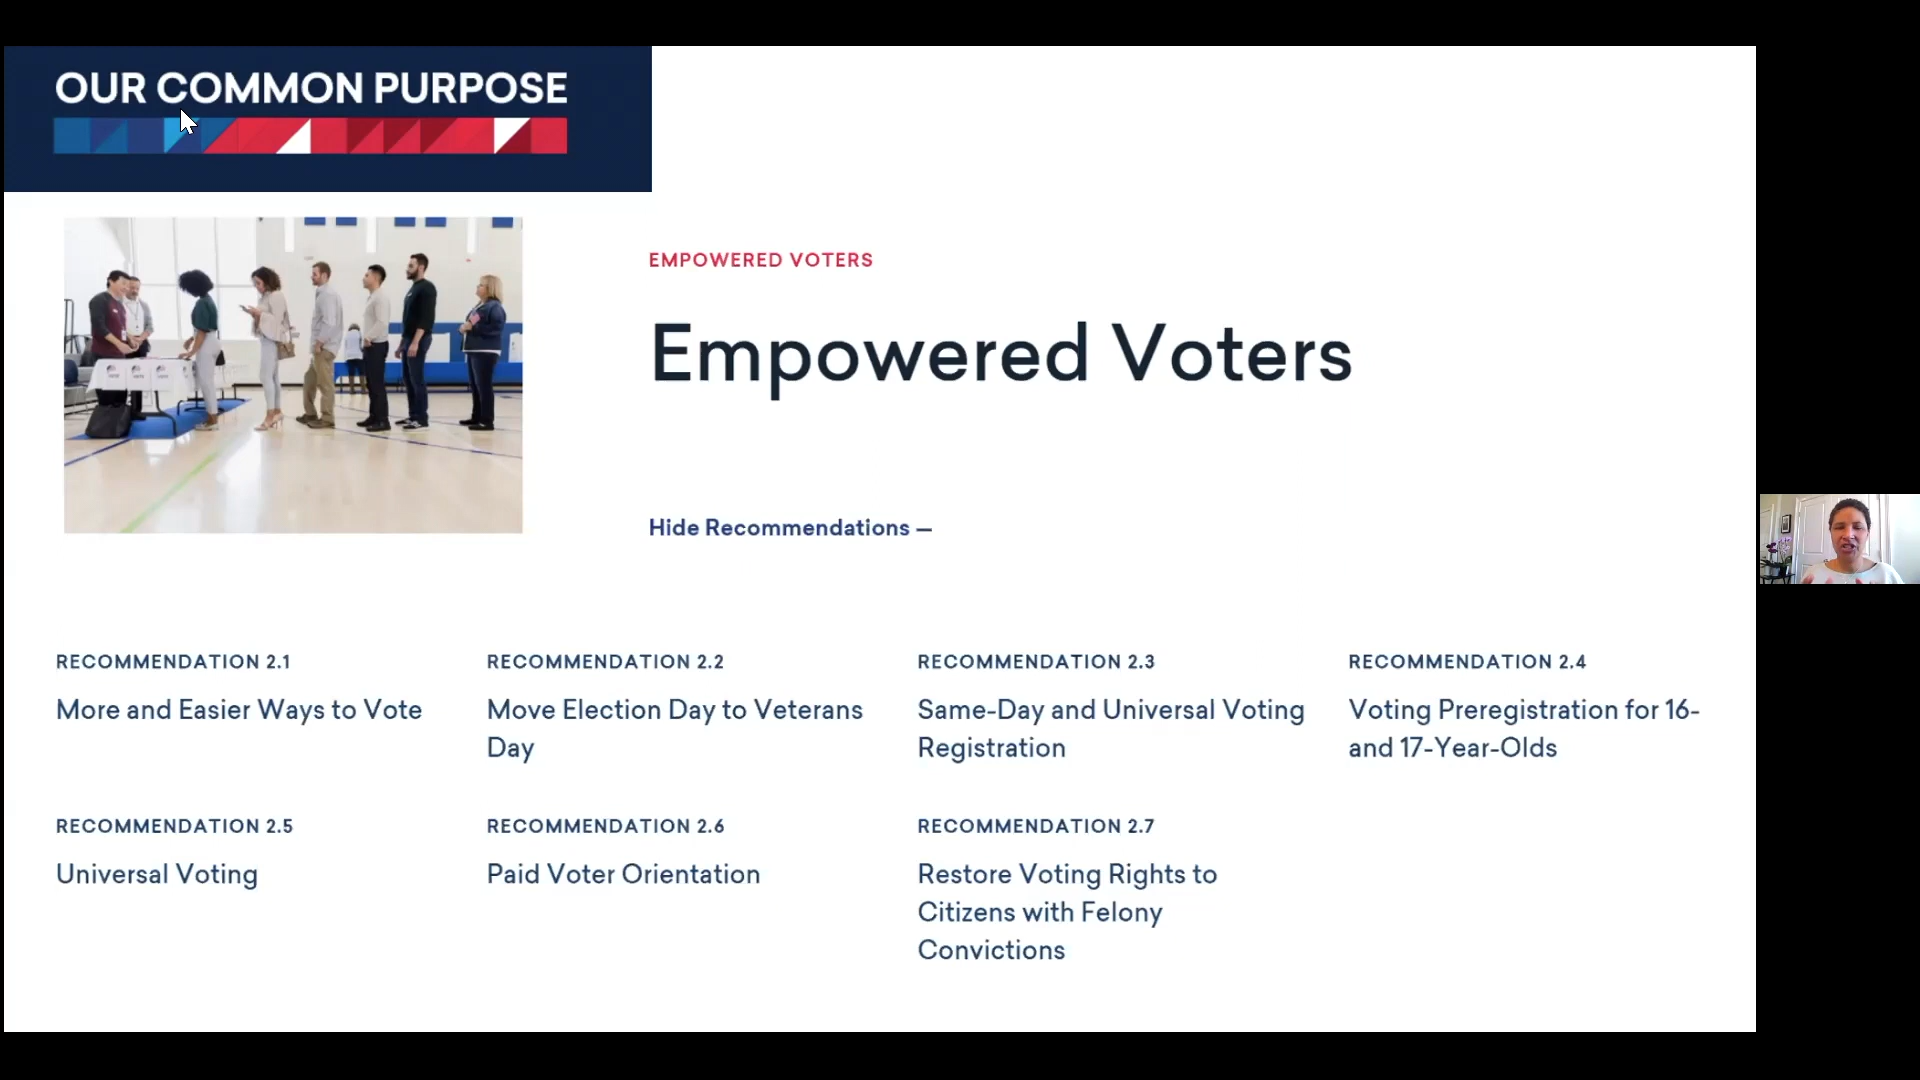 OUR COMMON PURPOSE
EMPOWERED VOTERS
Empowered Voters
Hide Recommendations —
RECOMMENDATION 2.1
More and Easier Ways to Vote
RECOMMENDATION 2.2
Move Election Day to Veterans
Day
RECOMMENDATION 2.3
Same-Day and Universal Voting
Registration
RECOMMENDATION 2.4
Voting Preregistration for 16-
and 17-Year-Olds
RECOMMENDATION 2.5
Universal Voting
RECOMMENDATION 2.6
Paid Voter Orientation
RECOMMENDATION 2.7
Restore Voting Rights to
Citizens with Felony
Convictions